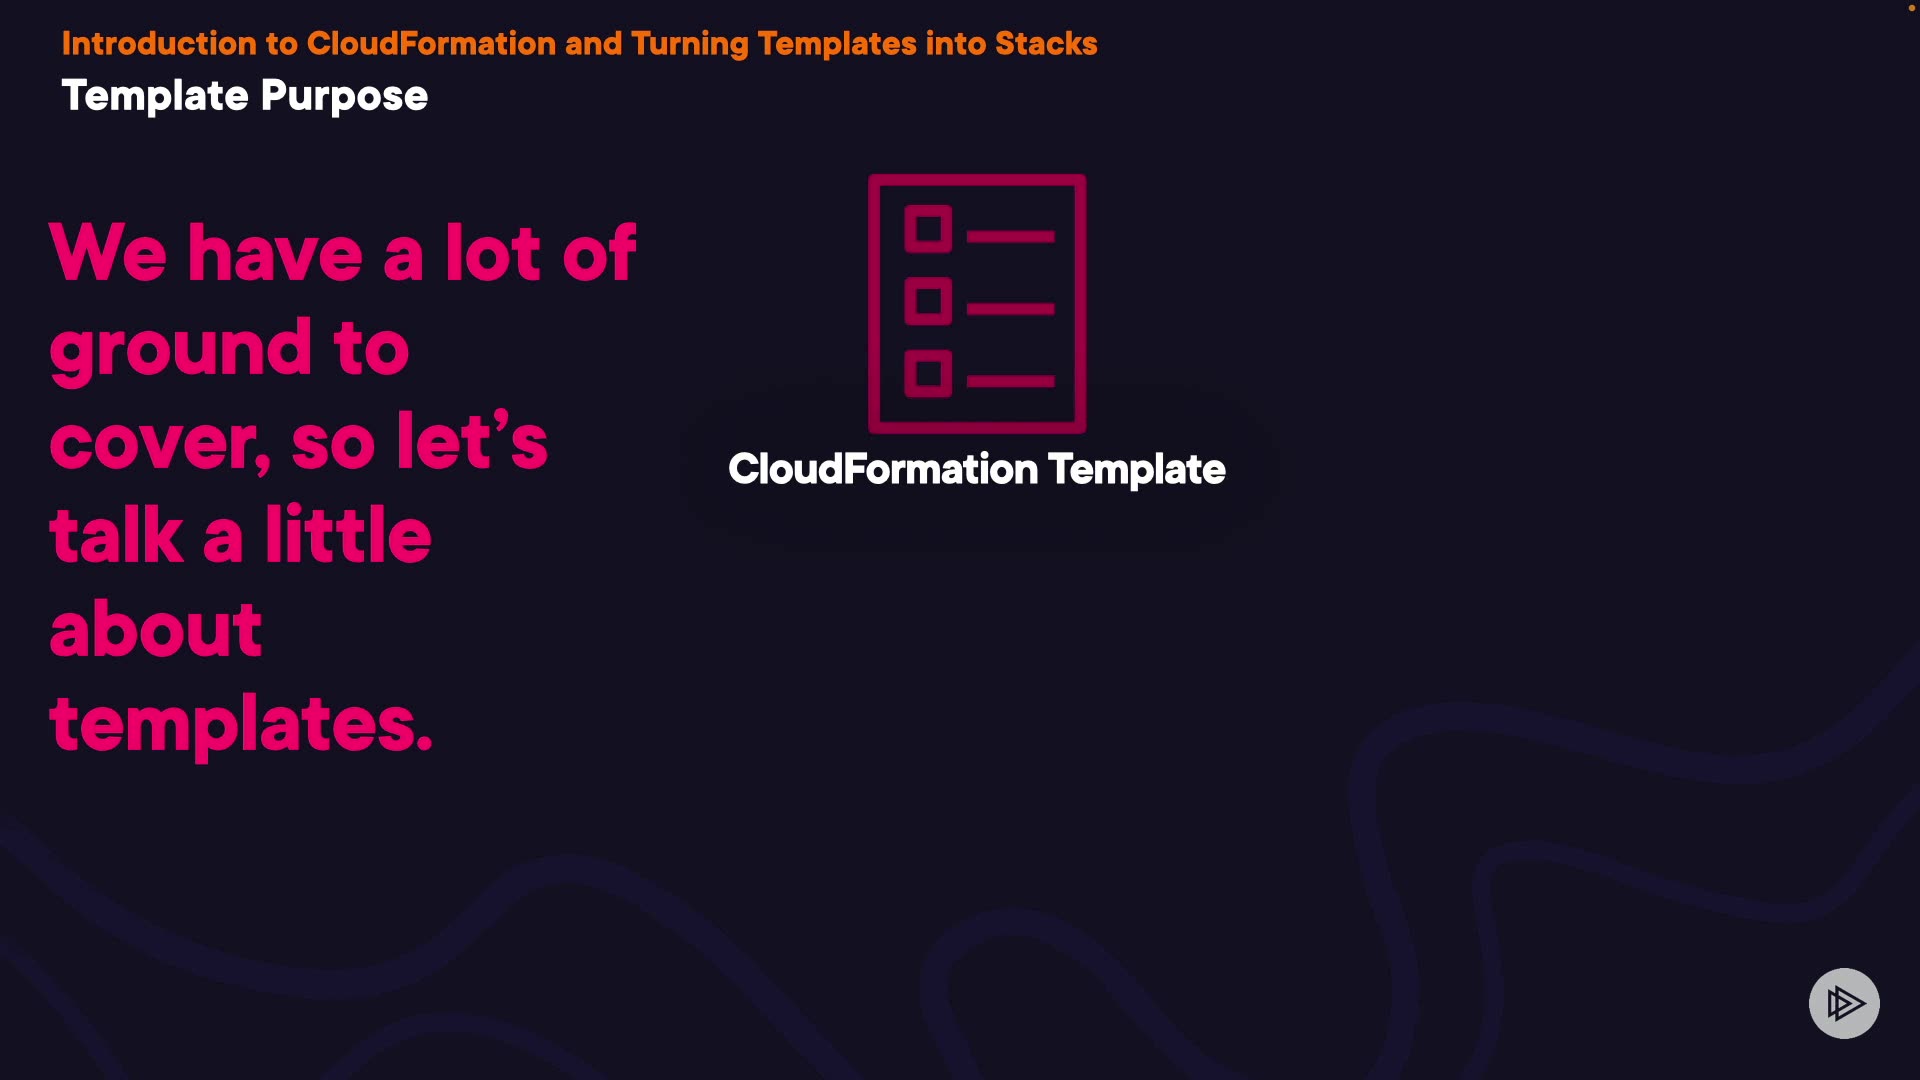 Introduction to CloudFormation and Turning Templates into Stacks
Template Purpose
We have a lot of
ground to
cover, so let’s
talk a little
about
templates.
CloudFormation Template